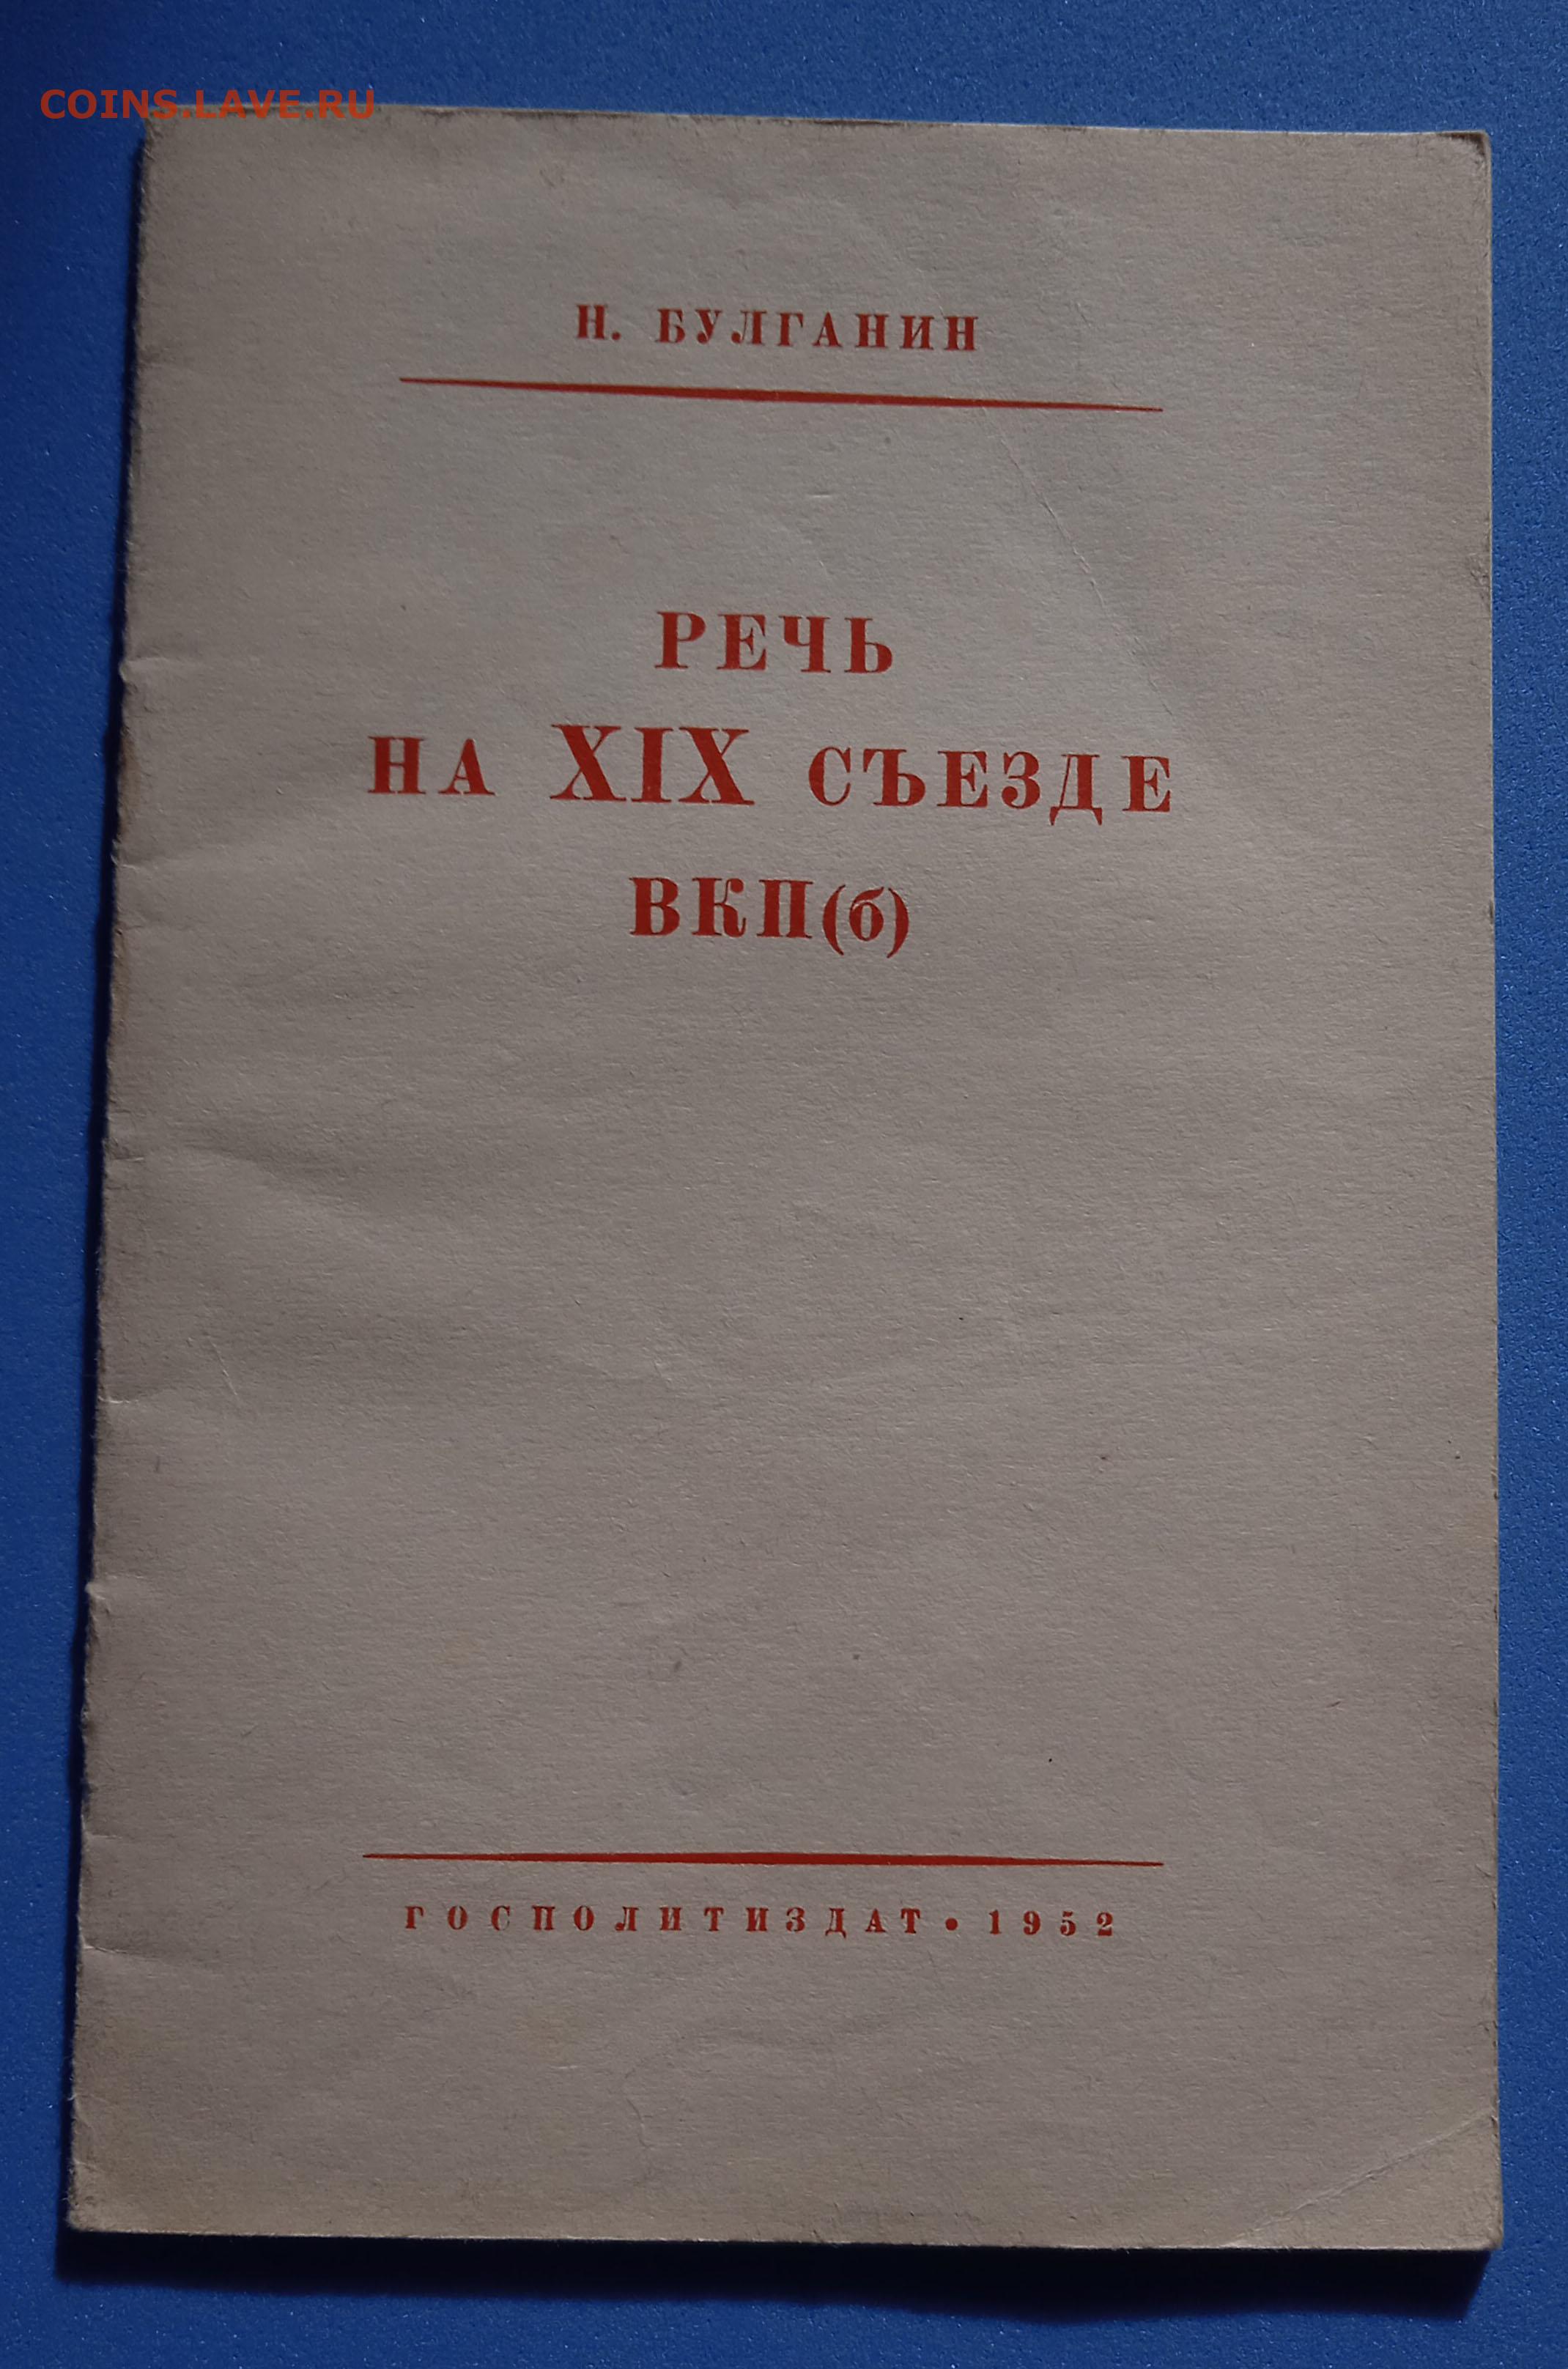 COINS.LAVE.RU
Н. БУЛГАНИН
РЕЧЬ
НА XIX СЪЕЗДЕ
ВКП(б)
ГОСПОЛИТИЗДАТ • 1952